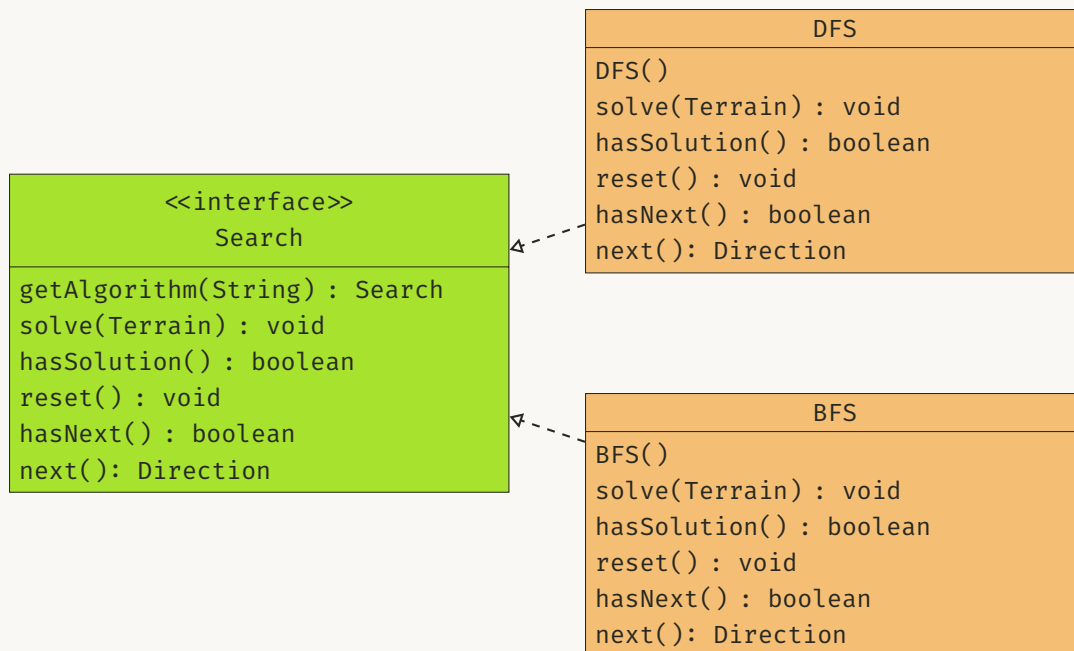 <<interface>>
Search
getAlgorithm(String) : Search
solve(Terrain) : void
hasSolution() : boolean
reset() : void
hasNext() : boolean
next(): Direction
DFS
DFS()
solve(Terrain) : void
hasSolution() : boolean
reset() : void
hasNext() : boolean
next(): Direction
BFS
BFS()
solve(Terrain) : void
hasSolution() : boolean
reset() : void
hasNext() : boolean
next(): Direction